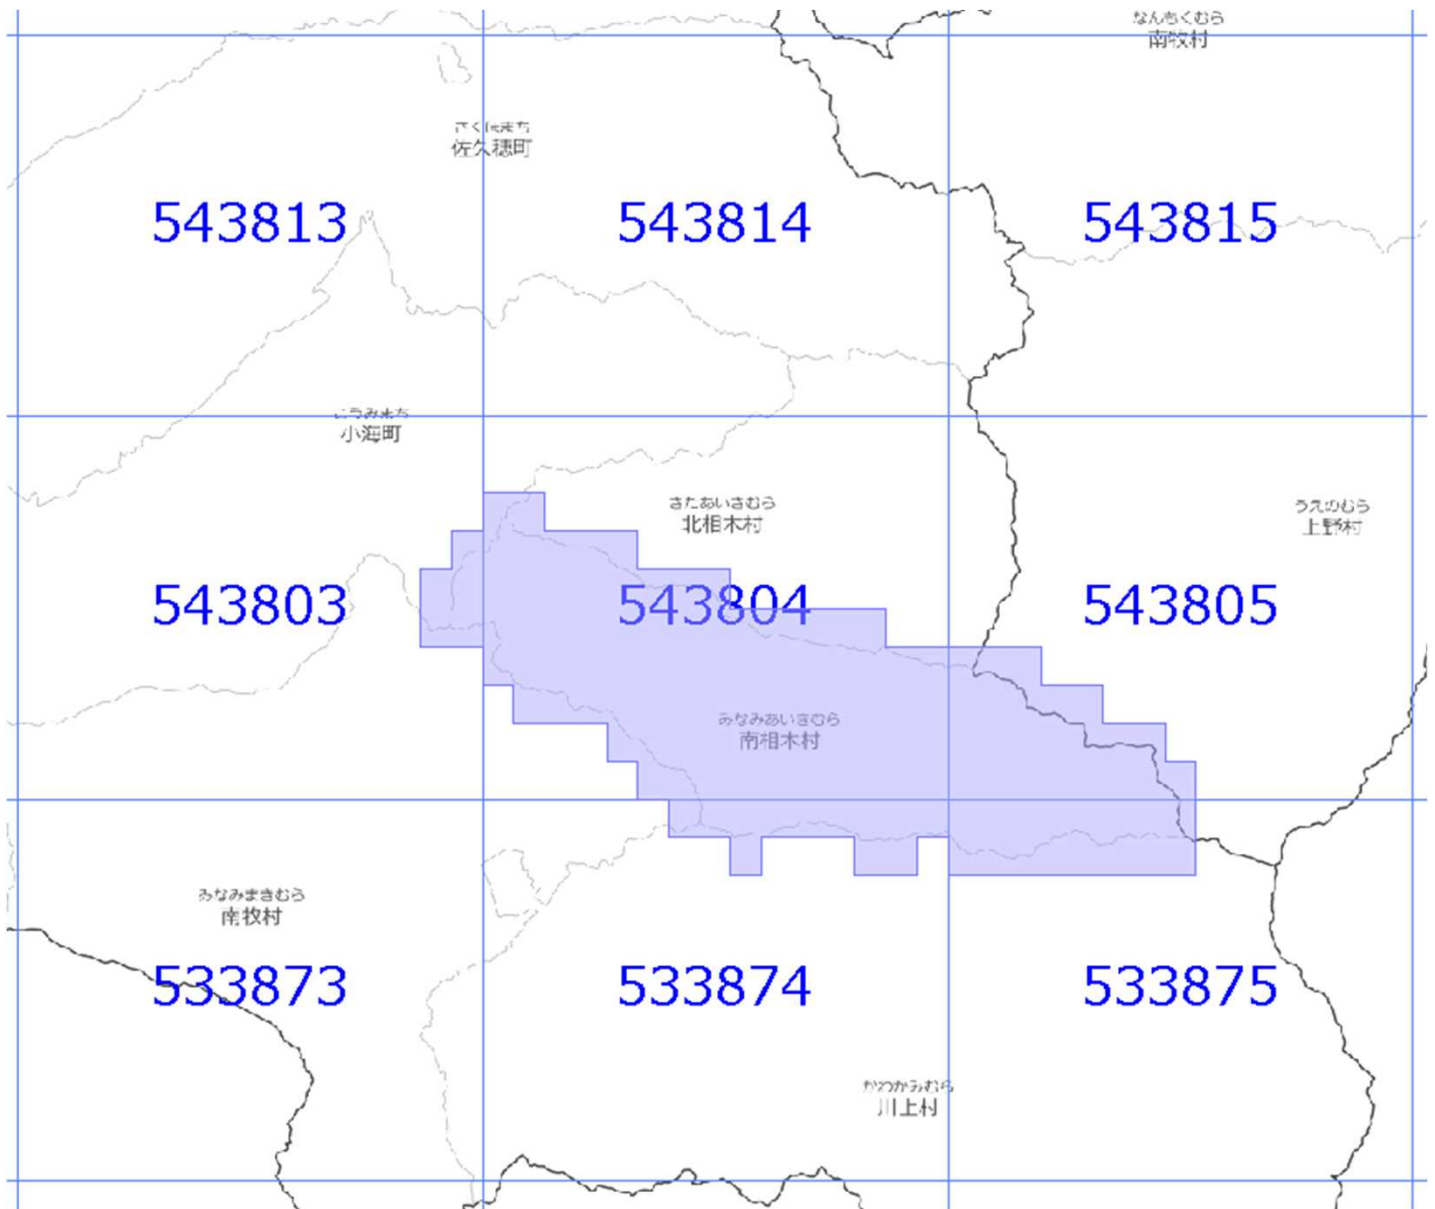 なんもくむら
南牧村
さくほまち
佐久穂町
543813
543814
543815
こうみまち
小海町
きたあいきむら
北相木村
うえのむら
上野村
543803
543804
543805
みなみあいきむら
南相木村
みなみまきむら
南牧村
533873
533874
533875
かわかみむら
川上村